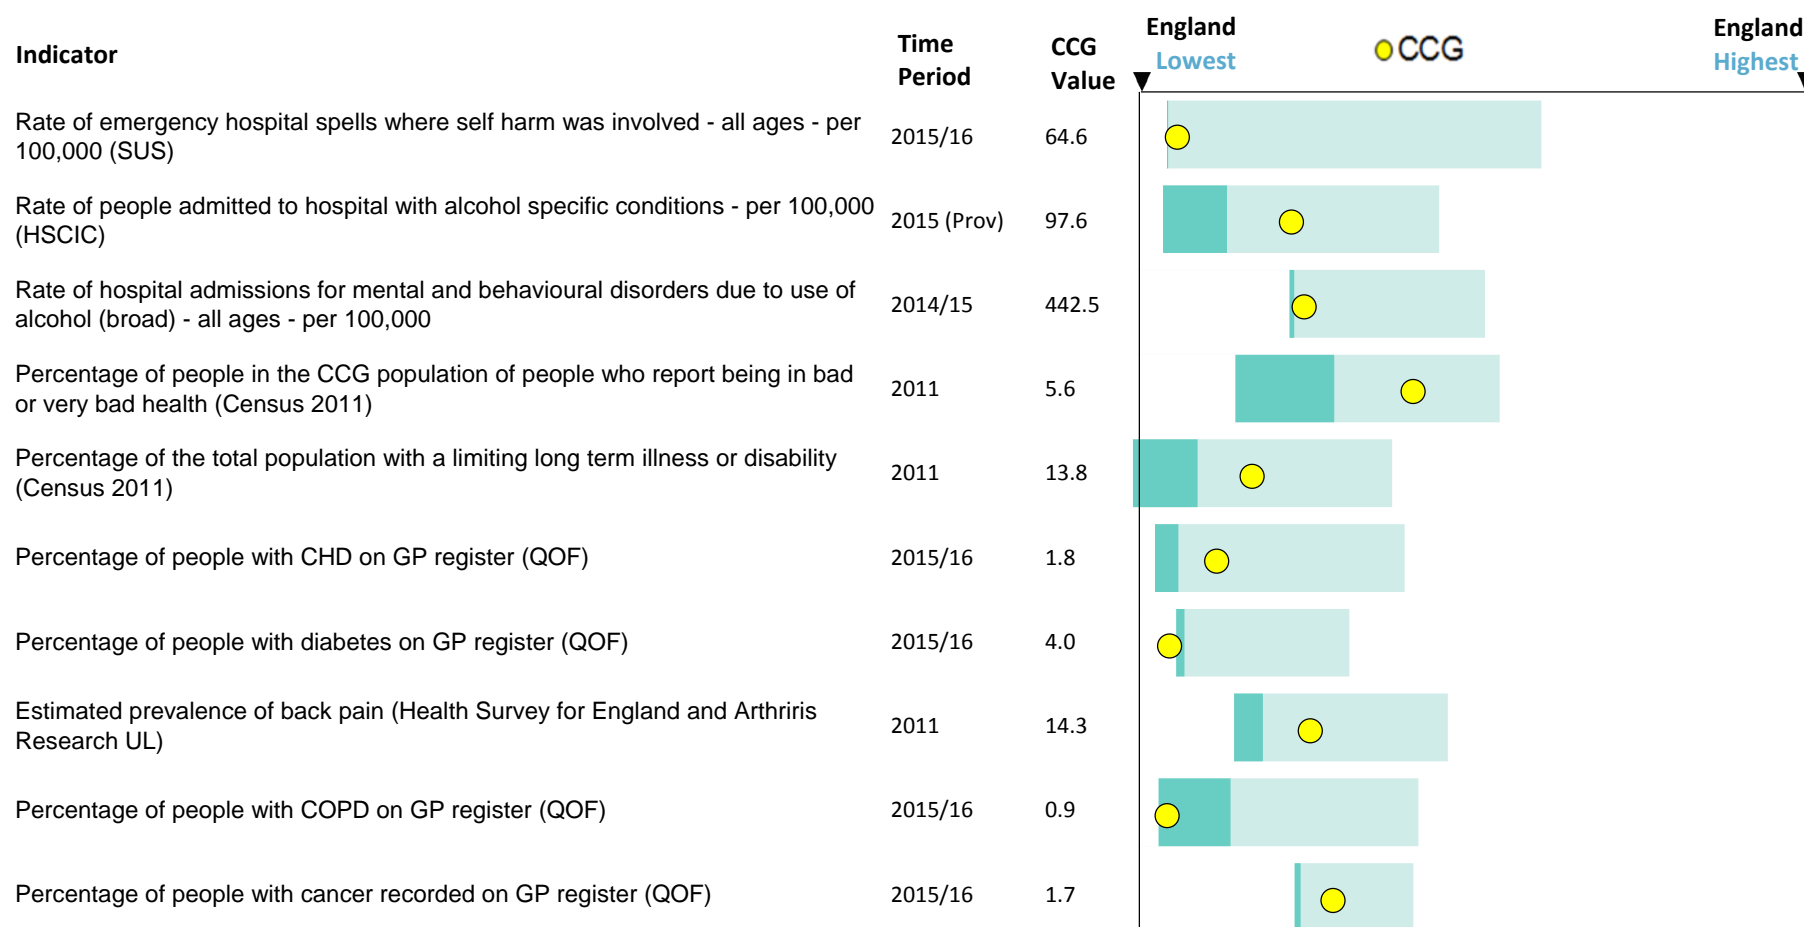 Indicator
Time
Period
CCG
Value
England
Lowest
CCG
England
Highest
Rate of emergency hospital spells where self harm was involved - all ages - per
100,000 (SUS)
2015/16
64.6
Rate of people admitted to hospital with alcohol specific conditions - per 100,000
(HSCIC)
2015 (Prov)
97.6
Rate of hospital admissions for mental and behavioural disorders due to use of
alcohol (broad) - all ages - per 100,000
2014/15
442.5
Percentage of people in the CCG population of people who report being in bad
or very bad health (Census 2011)
2011
5.6
Percentage of the total population with a limiting long term illness or disability
(Census 2011)
2011
13.8
Percentage of people with CHD on GP register (QOF)
2015/16
1.8
Percentage of people with diabetes on GP register (QOF)
2015/16
4.0
Estimated prevalence of back pain (Health Survey for England and Arthriris
Research UL)
2011
14.3
Percentage of people with COPD on GP register (QOF)
2015/16
0.9
Percentage of people with cancer recorded on GP register (QOF)
2015/16
1.7